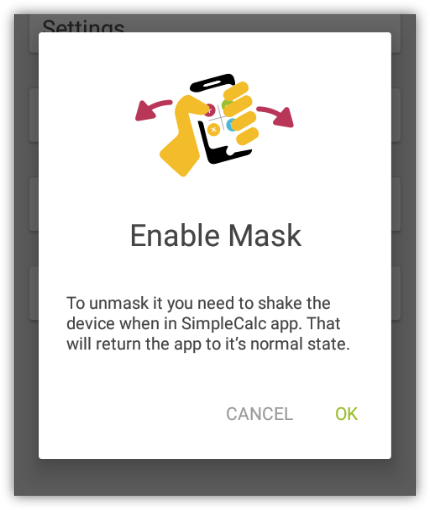 Settings
Enable Mask
To unmask it you need to shake the
device when in SimpleCalc app. That
will return the app to it's normal state.
CANCEL OK